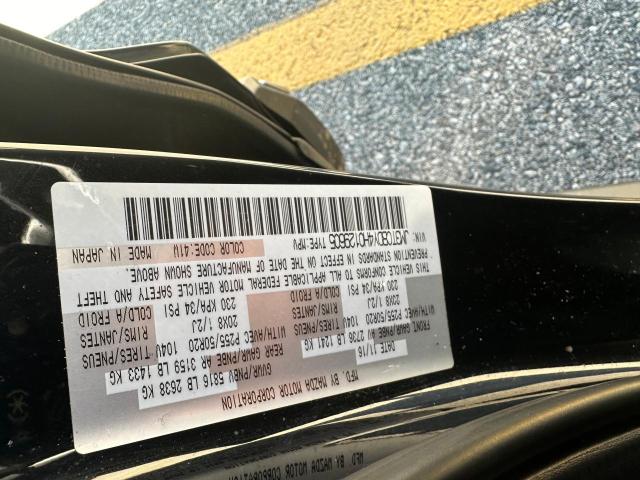 MFD. BY MAZDA MOTOR CORPORATION
DATE: 11/16 GVWR/PNBV 5816 LB 2638 KG
FRONT GAWR/PNBE AV 2736 LB 1241 KG REAR GAWR/PNBE AR 3159 LB 1433 KG
WITH/AVEC P255/50R20 104V TIRES/PNEUS WITH/AVEC P255/50R20 104V TIRES/PNEUS
20X8 1/2J RIMS/JANTES 20X8 1/2J RIMS/JANTES
230 KPA/34 PSI COLD/A FROID 230 KPA/34 PSI COLD/A FROID
THIS VEHICLE CONFORMS TO ALL APPLICABLE FEDERAL MOTOR VEHICLE SAFETY AND THEFT
PREVENTION STANDARDS IN EFFECT ON THE DATE OF MANUFACTURE SHOWN ABOVE.
VIN: JM3TCBDY4H0129605 TYPE:MPV COLOR CODE:41W MADE IN JAPAN